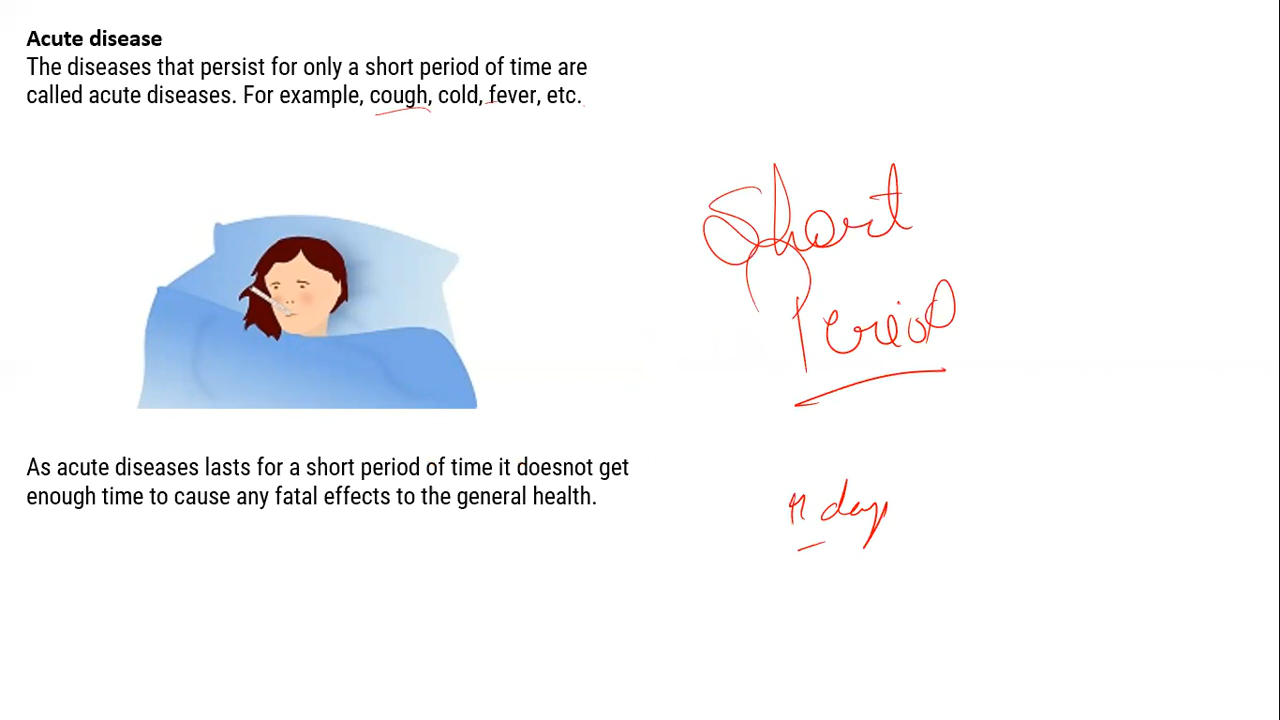 Acute disease
The diseases that persist for only a short period of time are
called acute diseases. For example, cough, cold, fever, etc.
Short
Period
As acute diseases lasts for a short period of time it doesnot get
enough time to cause any fatal effects to the general health.
days